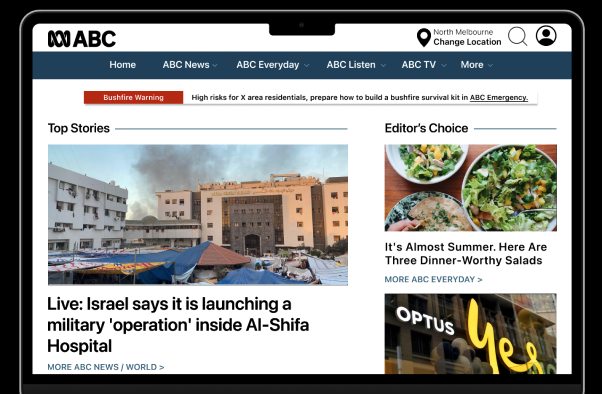 ABC
North Melbourne
Change Location
Home ABC News ABC Everyday ABC Listen ABC TV More
Bushfire Warning High risks for X area residentials, prepare how to build a bushfire survival kit in ABC Emergency.
Top Stories
Live: Israel says it is launching a
military 'operation' inside Al-Shifa
Hospital
MORE ABC NEWS / WORLD >
Editor's Choice
It's Almost Summer. Here Are
Three Dinner-Worthy Salads
MORE ABC EVERYDAY >
OPTUS yes